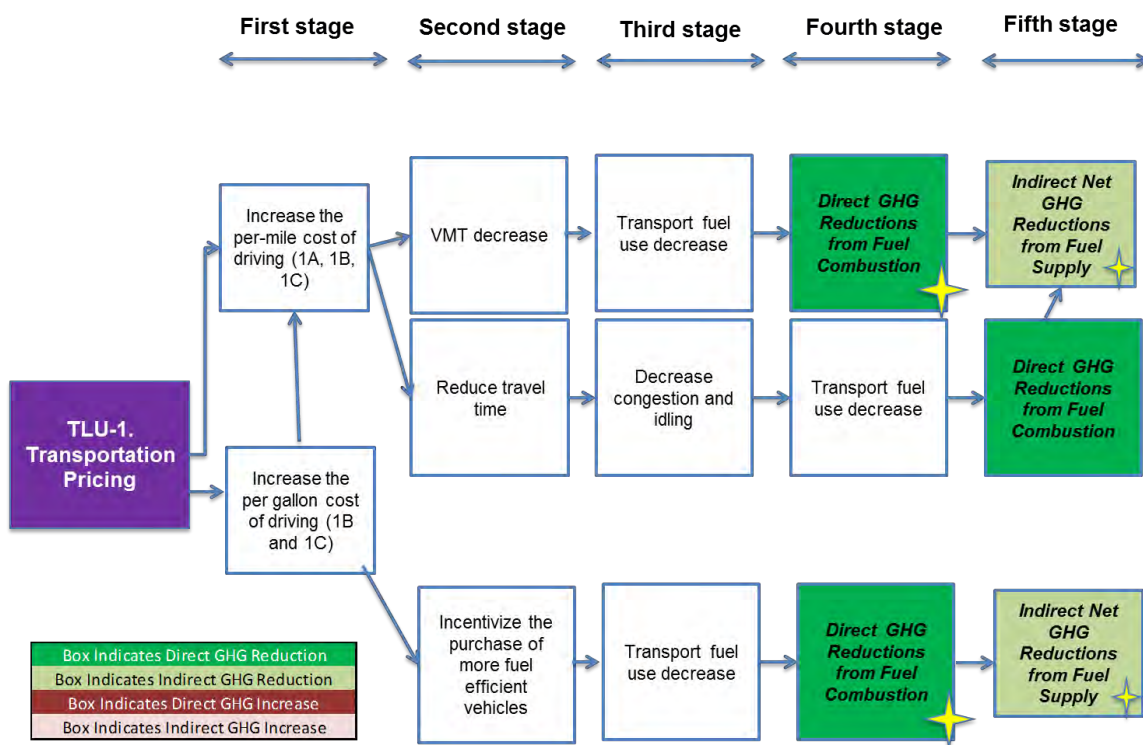 First stage
Second stage
Third stage
Fourth stage
Fifth stage
Increase the
per-mile cost of
driving (1A, 1B,
1C)
VMT decrease
Transport fuel
use decrease
Direct GHG
Reductions
from Fuel
Combustion
Indirect Net
GHG
Reductions
from Fuel
Supply
Reduce travel
time
Decrease
congestion and
idling
Transport fuel
use decrease
Direct GHG
Reductions
from Fuel
Combustion
TLU-1.
Transportation
Pricing
Increase the
per gallon cost
of driving (1B
and 1C)
Incentivize the
purchase of
more fuel
efficient
vehicles
Transport fuel
use decrease
Direct GHG
Reductions
from Fuel
Combustion
Indirect Net
GHG
Reductions
from Fuel
Supply
Box Indicates Direct GHG Reduction
Box Indicates Indirect GHG Reduction
Box Indicates Direct GHG Increase
Box Indicates Indirect GHG Increase